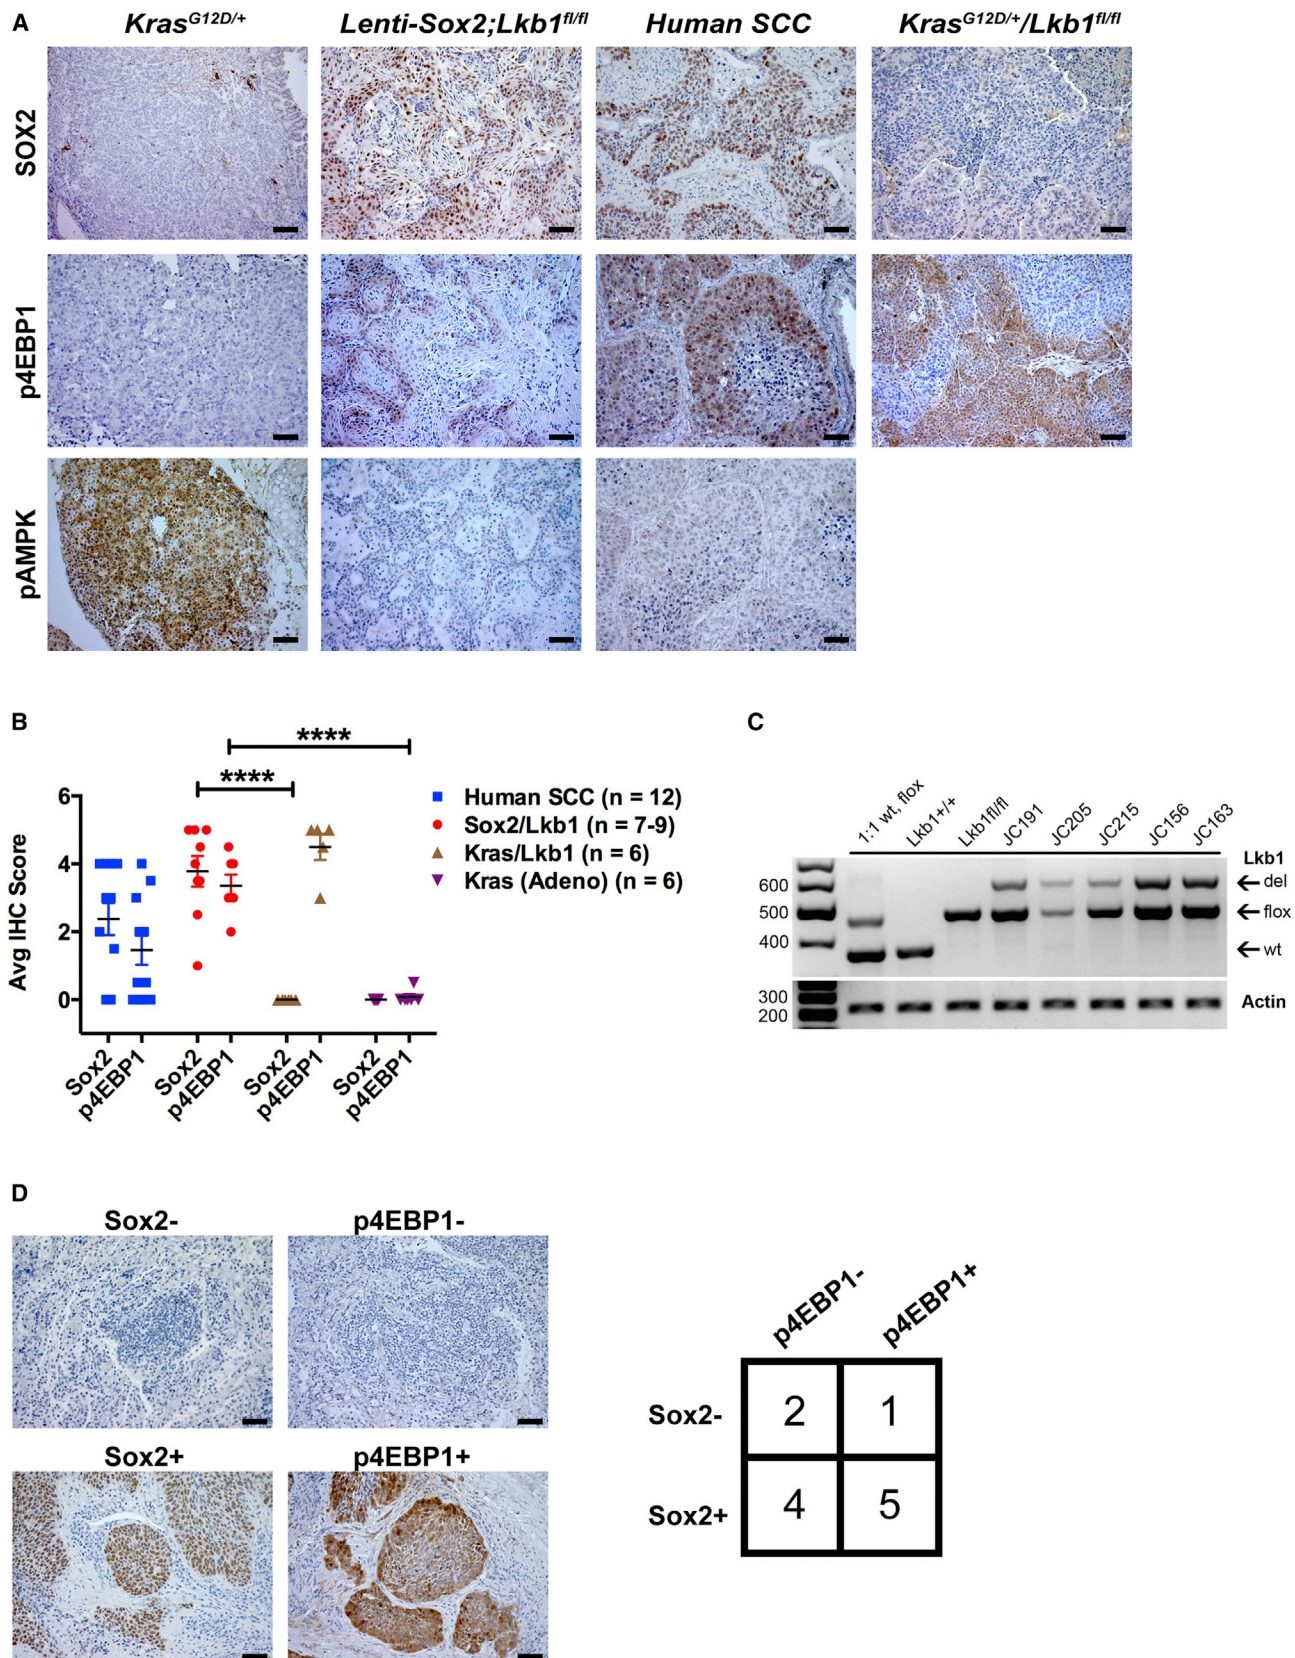 A
Kras^G12D/+ Lenti-Sox2;Lkb1^fl/fl Human SCC Kras^G12D/+/Lkb1^fl/fl
SOX2
p4EBP1
pAMPK
B
****
****
Avg IHC Score
6
4
2
0
Sox2 p4EBP1 Sox2 p4EBP1 Sox2 p4EBP1 Sox2 p4EBP1
Human SCC (n = 12)
Sox2/Lkb1 (n = 7-9)
Kras/Lkb1 (n = 6)
Kras (Adeno) (n = 6)
C
1:1 wt, flox Lkb1+/+ Lkb1fl/fl JC191 JC205 JC215 JC156 JC163
Lkb1
600 del
500 flox
400 wt
300 Actin
200
D
Sox2- p4EBP1-
Sox2+ p4EBP1+
p4EBP1- p4EBP1+
Sox2- 2 1
Sox2+ 4 5